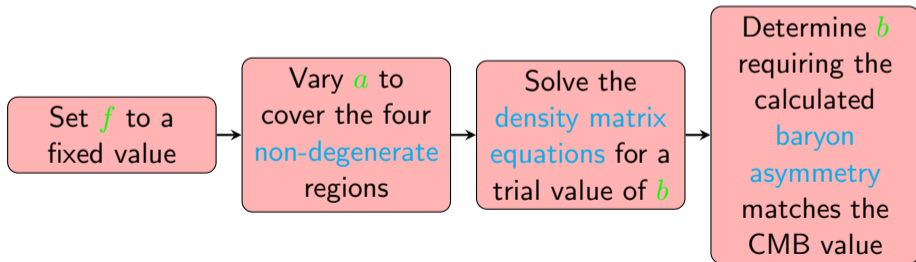 Set f to a
fixed value
Vary a to
cover the four
non-degenerate
regions
Solve the
density matrix
equations for a
trial value of b
Determine b
requiring the
calculated
baryon
asymmetry
matches the
CMB value